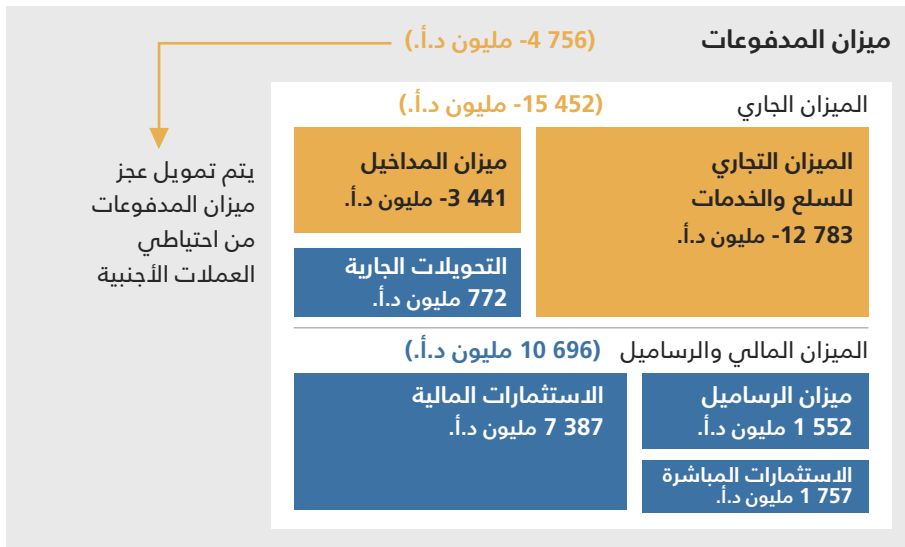 ميزان المدفوعات (4 756- مليون د.أ.)
يتم تمويل عجز
ميزان المدفوعات
من احتياطي
العملات الأجنبية
الميزان الجاري (15 452- مليون د.أ.)
الميزان التجاري
للسلع والخدمات
12 783- مليون د.أ.
ميزان المداخيل
3 441- مليون د.أ.
التحويلات الجارية
772 مليون د.أ.
الميزان المالي والرساميل (10 696 مليون د.أ.)
ميزان الرساميل
1 552 مليون د.أ.
الاستثمارات المباشرة
1 757 مليون د.أ.
الاستثمارات المالية
7 387 مليون د.أ.